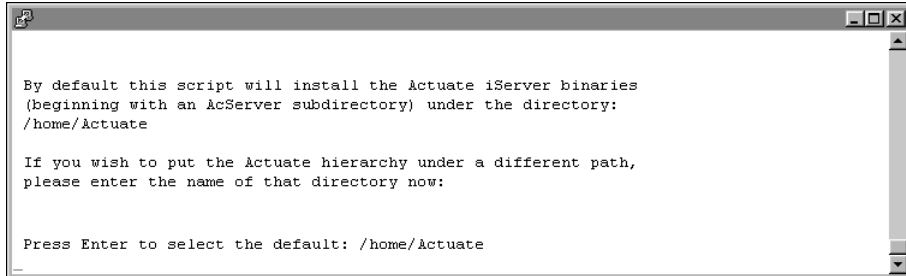 By default this script will install the Actuate iServer binaries
(beginning with an AcServer subdirectory) under the directory:
/home/Actuate
If you wish to put the Actuate hierarchy under a different path,
please enter the name of that directory now:
Press Enter to select the default: /home/Actuate